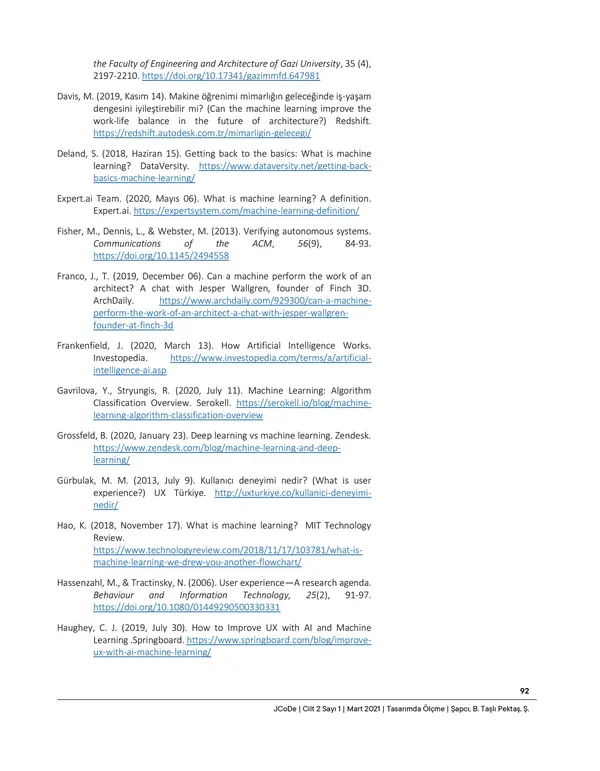 the Faculty of Engineering and Architecture of Gazi University, 35 (4),
2197-2210. https://doi.org/10.17341/gazimmfd.647981
Davis, M. (2019, Kasım 14). Makine öğrenimi mimarlığın geleceğinde iş-yaşam
dengesini iyileştirebilir mi? (Can the machine learning improve the
work-life balance in the future of architecture?) Redshift.
https://redshift.autodesk.com.tr/mimarligin-gelecegi/
Deland, S. (2018, Haziran 15). Getting back to the basics: What is machine
learning? DataVersity. https://www.dataversity.net/getting-back-
basics-machine-learning/
Expert.ai Team. (2020, Mayıs 06). What is machine learning? A definition.
Expert.ai. https://expertsystem.com/machine-learning-definition/
Fisher, M., Dennis, L., & Webster, M. (2013). Verifying autonomous systems.
Communications of the ACM, 56(9), 84-93.
https://doi.org/10.1145/2494558
Franco, J., T. (2019, December 06). Can a machine perform the work of an
architect? A chat with Jesper Wallgren, founder of Finch 3D.
ArchDaily. https://www.archdaily.com/929300/can-a-machine-
perform-the-work-of-an-architect-a-chat-with-jesper-wallgren-
founder-at-finch-3d
Frankenfield, J. (2020, March 13). How Artificial Intelligence Works.
Investopedia. https://www.investopedia.com/terms/a/artificial-
intelligence-ai.asp
Gavrilova, Y., Stryungis, R. (2020, July 11). Machine Learning: Algorithm
Classification Overview. Serokell. https://serokell.io/blog/machine-
learning-algorithm-classification-overview
Grossfeld, B. (2020, January 23). Deep learning vs machine learning. Zendesk.
https://www.zendesk.com/blog/machine-learning-and-deep-
learning/
Gürbulak, M. M. (2013, July 9). Kullanıcı deneyimi nedir? (What is user
experience?) UX Türkiye. http://uxturkiye.co/kullanici-deneyimi-
nedir/
Hao, K. (2018, November 17). What is machine learning? MIT Technology
Review.
https://www.technologyreview.com/2018/11/17/103781/what-is-
machine-learning-we-drew-you-another-flowchart/
Hassenzahl, M., & Tractinsky, N. (2006). User experience—A research agenda.
Behaviour and Information Technology, 25(2), 91-97.
https://doi.org/10.1080/01449290500330331
Haughey, C. J. (2019, July 30). How to Improve UX with AI and Machine
Learning .Springboard. https://www.springboard.com/blog/improve-
ux-with-ai-machine-learning/
92
JCoDe | Cilt 2 Sayı 1 | Mart 2021 | Tasarımda Ölçme | Şapcı, B. Taşlı Pektaş, Ş.